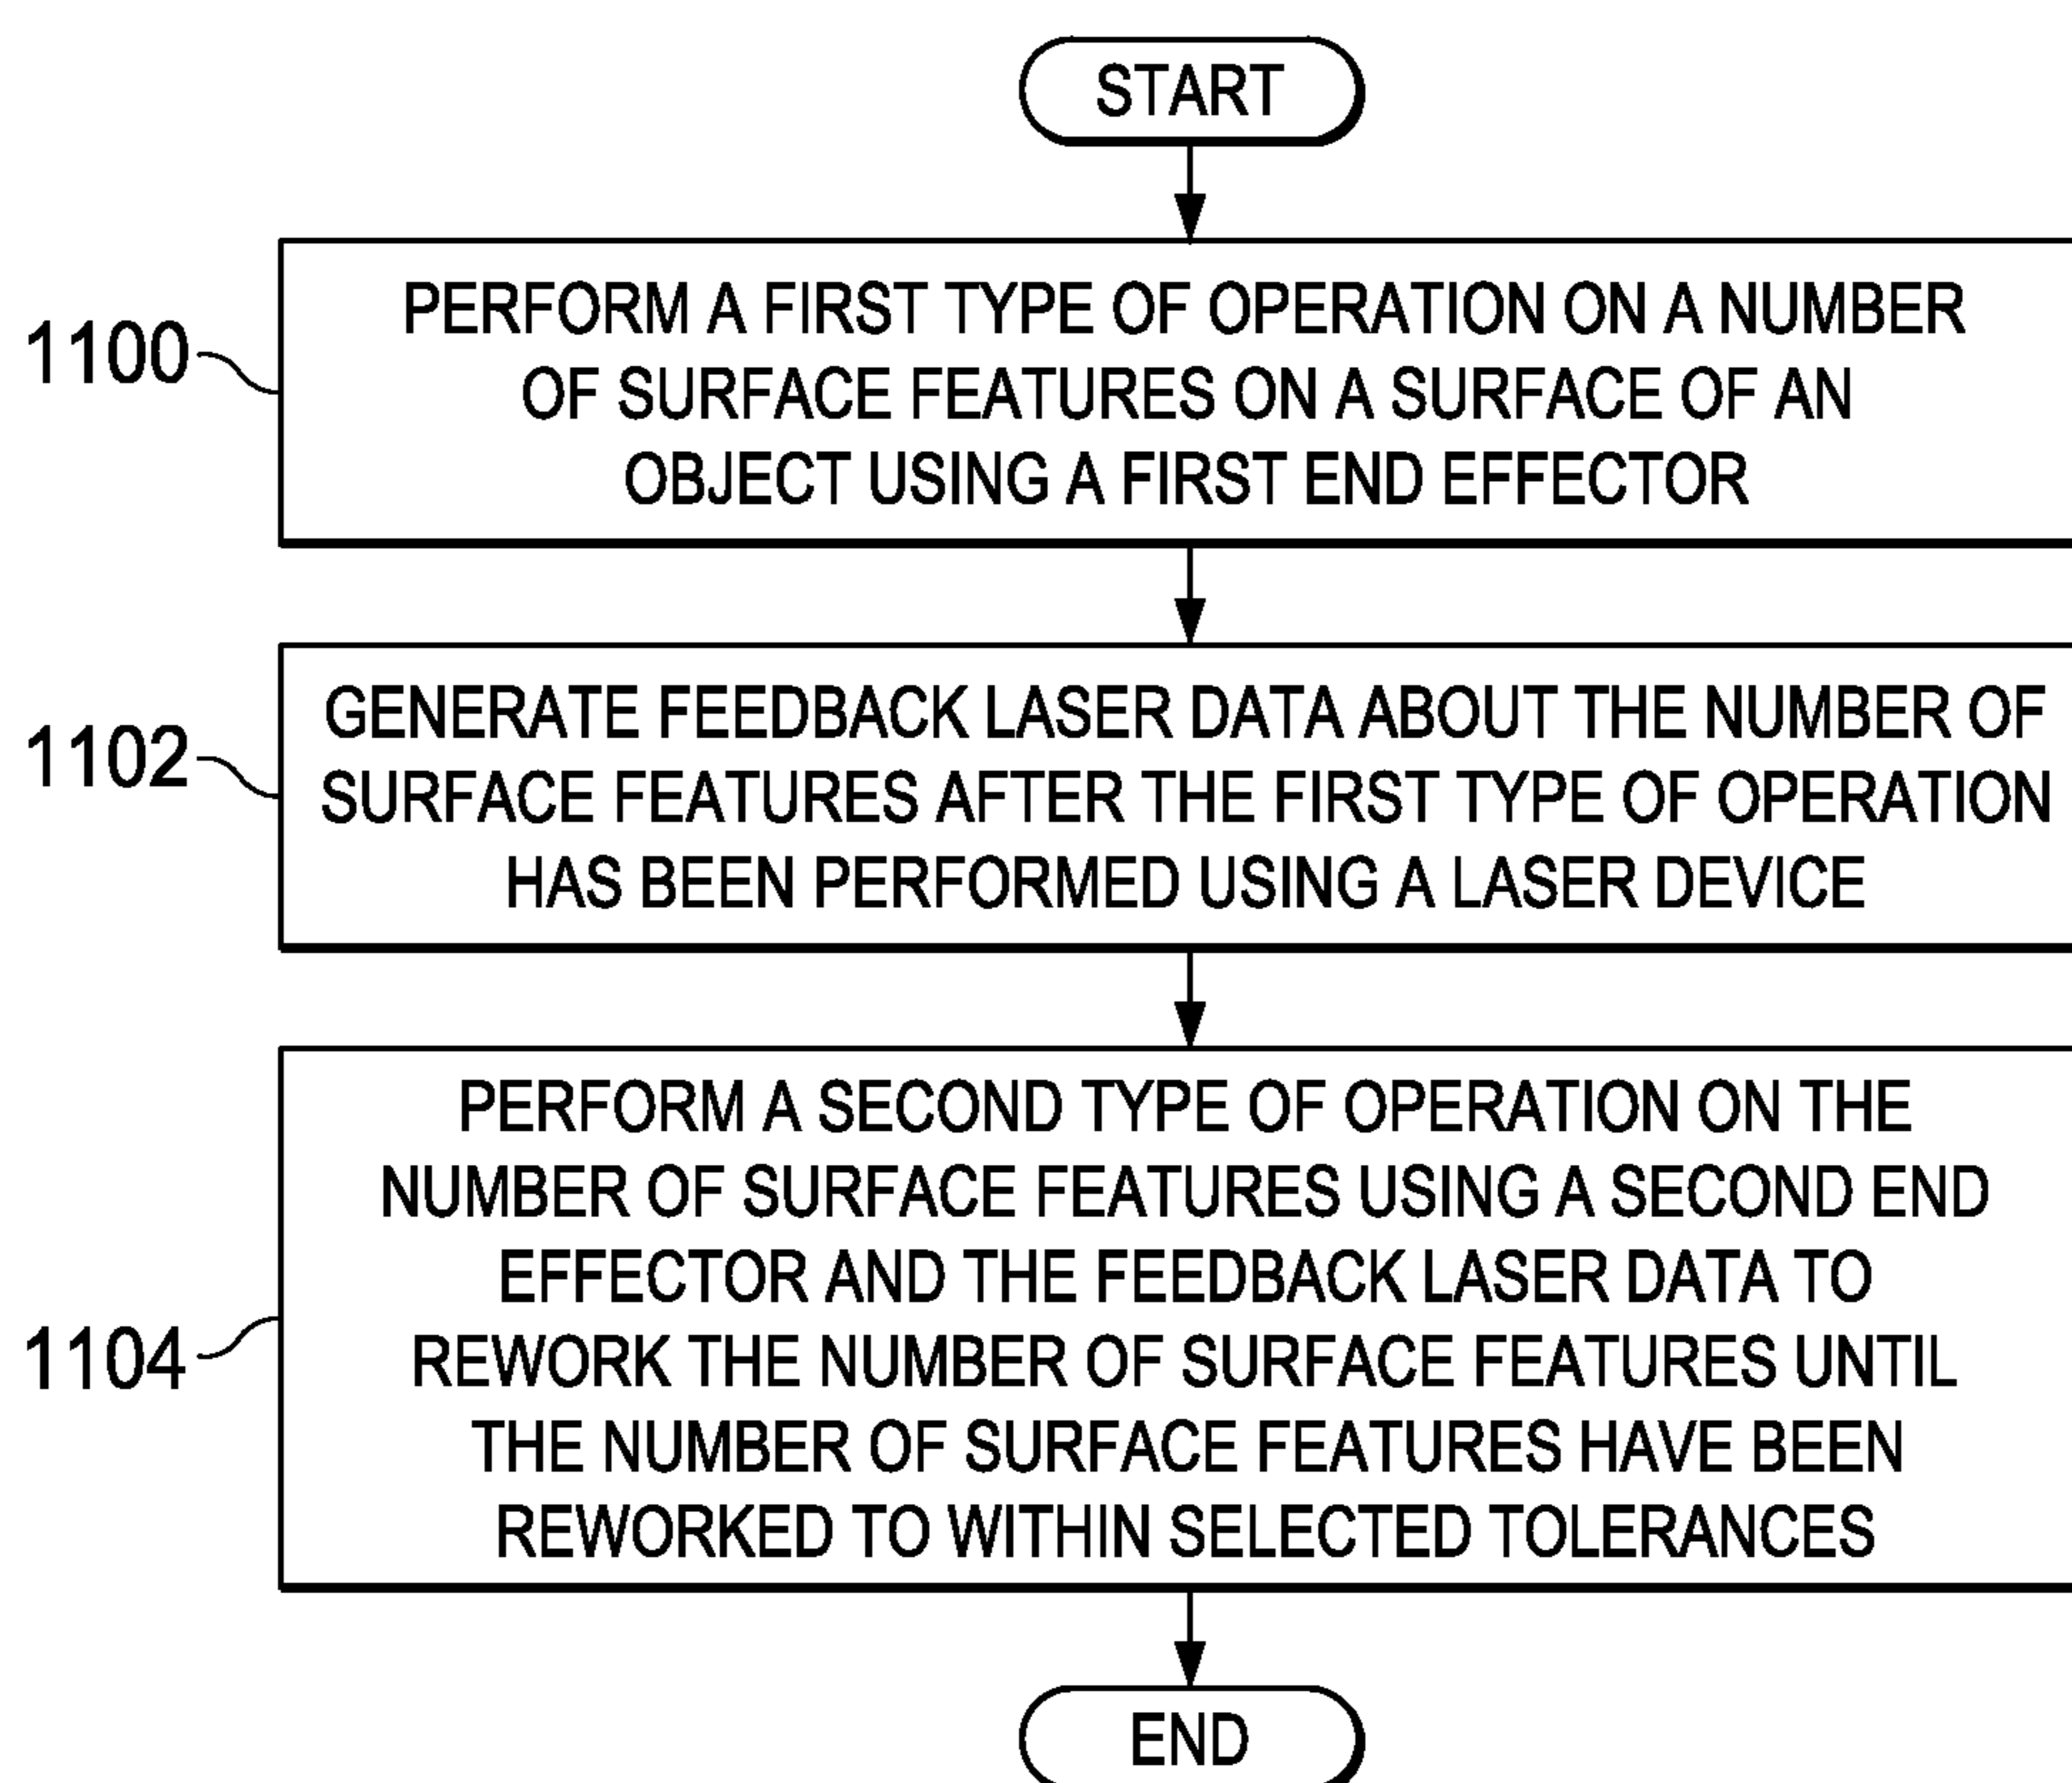 START
1100
PERFORM A FIRST TYPE OF OPERATION ON A NUMBER
OF SURFACE FEATURES ON A SURFACE OF AN
OBJECT USING A FIRST END EFFECTOR
1102
GENERATE FEEDBACK LASER DATA ABOUT THE NUMBER OF
SURFACE FEATURES AFTER THE FIRST TYPE OF OPERATION
HAS BEEN PERFORMED USING A LASER DEVICE
1104
PERFORM A SECOND TYPE OF OPERATION ON THE
NUMBER OF SURFACE FEATURES USING A SECOND END
EFFECTOR AND THE FEEDBACK LASER DATA TO
REWORK THE NUMBER OF SURFACE FEATURES UNTIL
THE NUMBER OF SURFACE FEATURES HAVE BEEN
REWORKED TO WITHIN SELECTED TOLERANCES
END